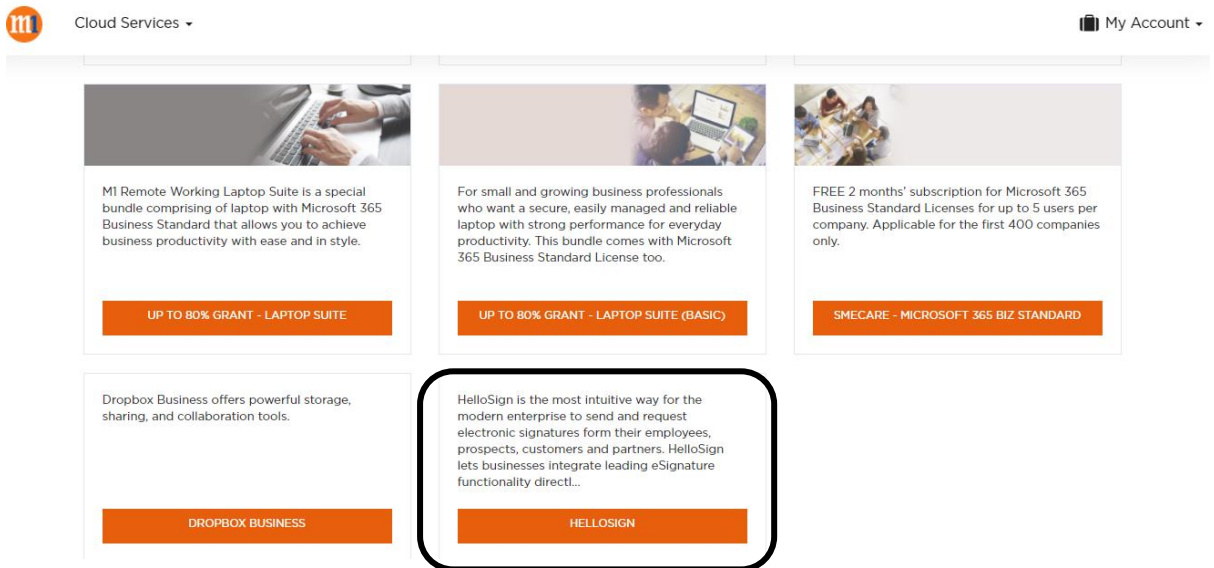 m1 Cloud Services My Account
M1 Remote Working Laptop Suite is a special
bundle comprising of laptop with Microsoft 365
Business Standard that allows you to achieve
business productivity with ease and in style.
UP TO 80% GRANT - LAPTOP SUITE
For small and growing business professionals
who want a secure, easily managed and reliable
laptop with strong performance for everyday
productivity. This bundle comes with Microsoft
365 Business Standard License too.
UP TO 80% GRANT - LAPTOP SUITE (BASIC)
FREE 2 months' subscription for Microsoft 365
Business Standard Licenses for up to 5 users per
company. Applicable for the first 400 companies
only.
SMECARE - MICROSOFT 365 BIZ STANDARD
Dropbox Business offers powerful storage,
sharing, and collaboration tools.
DROPBOX BUSINESS
HelloSign is the most intuitive way for the
modern enterprise to send and request
electronic signatures form their employees,
prospects, customers and partners. HelloSign
lets businesses integrate leading eSignature
functionality directl...
HELLOSIGN